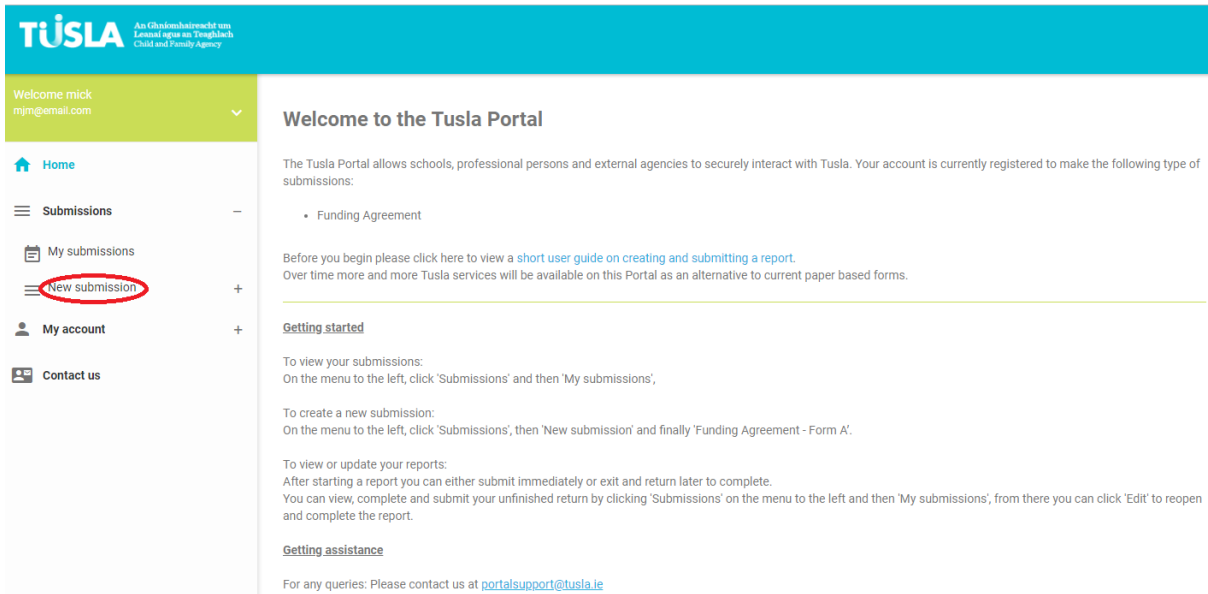 TUSLA
An Ghníomhaireacht um
Leanaí agus an Teaghlach
Child and Family Agency
Welcome mick
mjm@email.com
Home
Submissions
My submissions
New submission
My account
Contact us
Welcome to the Tusla Portal
The Tusla Portal allows schools, professional persons and external agencies to securely interact with Tusla. Your account is currently registered to make the following type of
submissions:
• Funding Agreement
Before you begin please click here to view a short user guide on creating and submitting a report.
Over time more and more Tusla services will be available on this Portal as an alternative to current paper based forms.
Getting started
To view your submissions:
On the menu to the left, click 'Submissions' and then 'My submissions',
To create a new submission:
On the menu to the left, click 'Submissions', then 'New submission' and finally 'Funding Agreement - Form A'.
To view or update your reports:
After starting a report you can either submit immediately or exit and return later to complete.
You can view, complete and submit your unfinished return by clicking 'Submissions' on the menu to the left and then 'My submissions', from there you can click 'Edit' to reopen
and complete the report.
Getting assistance
For any queries: Please contact us at portalsupport@tusla.ie